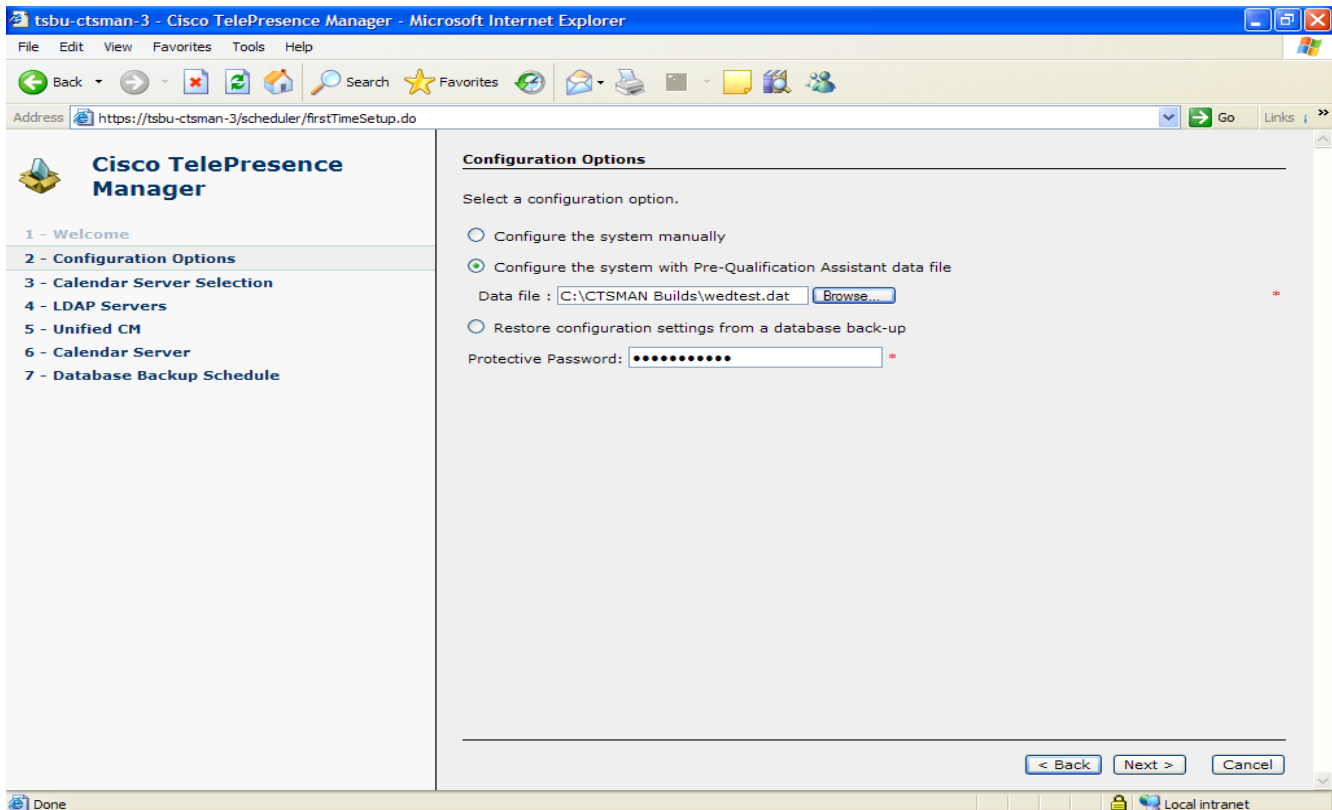 tsbu-ctsman-3 - Cisco TelePresence Manager - Microsoft Internet Explorer
File Edit View Favorites Tools Help
Back Search Favorites
Address https://tsbu-ctsman-3/scheduler/firstTimeSetup.do Go Links »
Cisco TelePresence
Manager
1 - Welcome
2 - Configuration Options
3 - Calendar Server Selection
4 - LDAP Servers
5 - Unified CM
6 - Calendar Server
7 - Database Backup Schedule
Configuration Options
Select a configuration option.
Configure the system manually
Configure the system with Pre-Qualification Assistant data file
Data file : C:\CTSMAN Builds\wedtest.dat Browse... *
Restore configuration settings from a database back-up
Protective Password: ••••••••••• *
< Back Next > Cancel
Done Local intranet